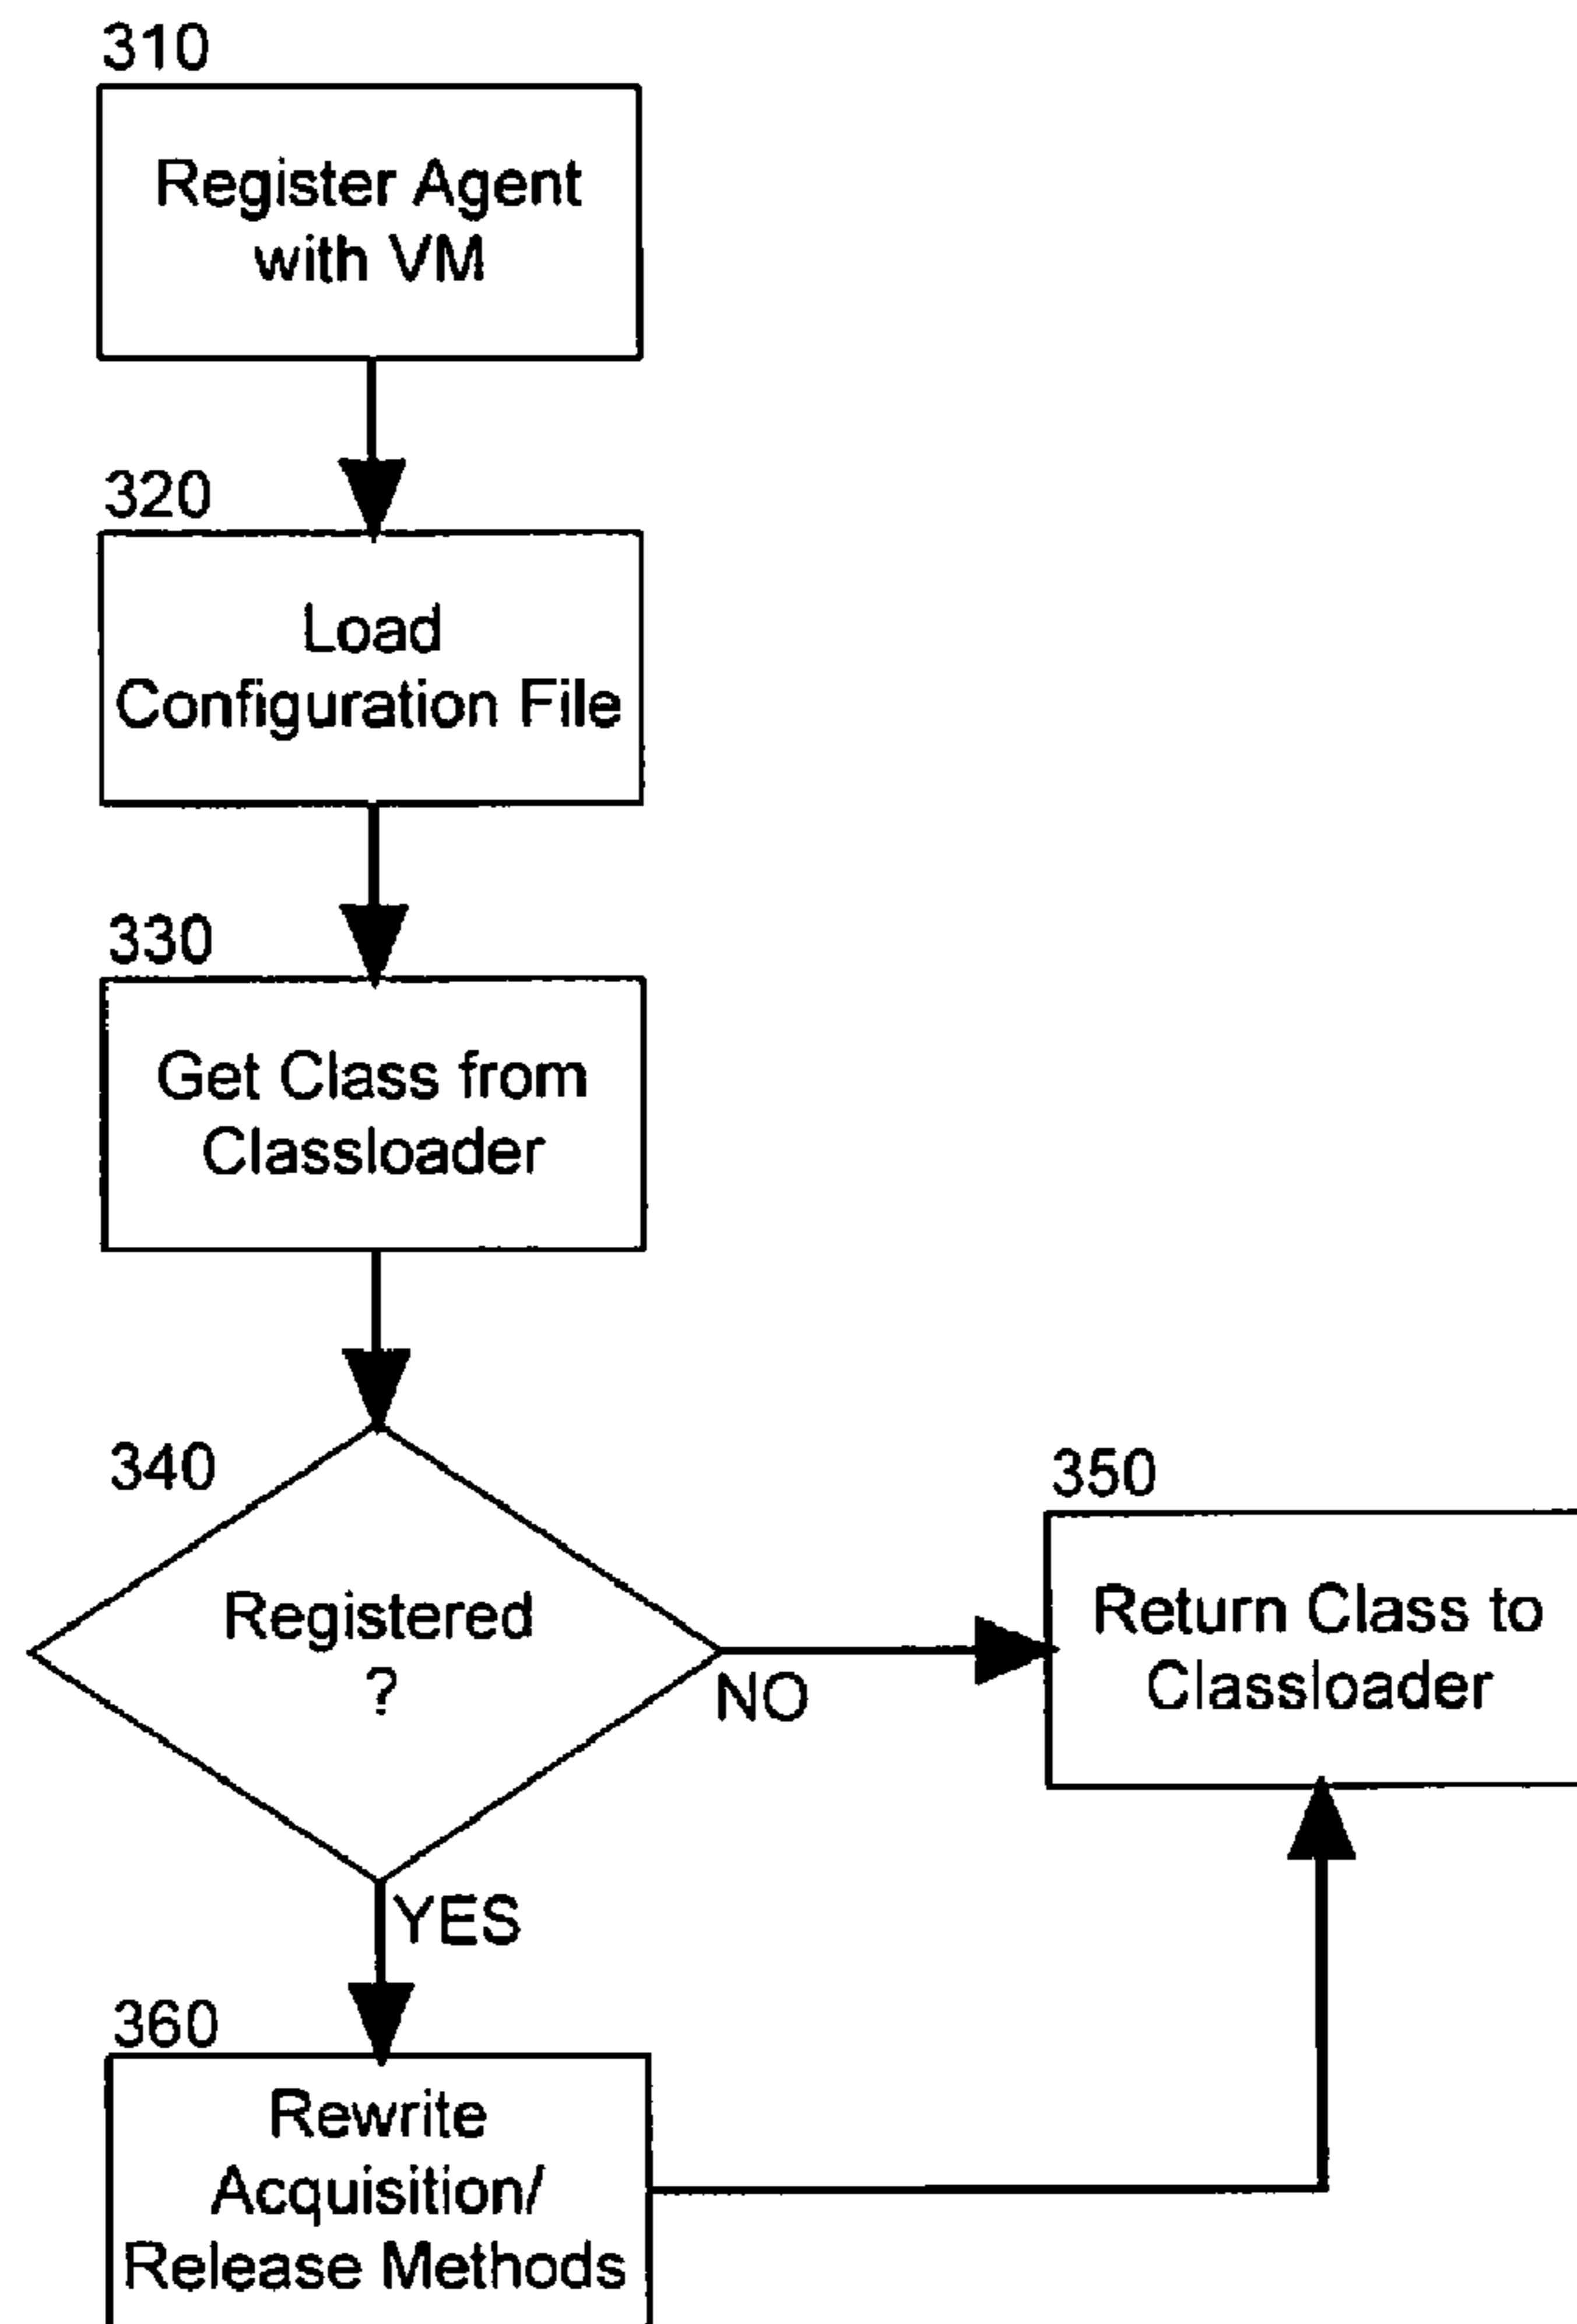 310
Register Agent
with VM
320
Load
Configuration File
330
Get Class from
Classloader
340
Registered
?
NO
YES
350
Return Class to
Classloader
360
Rewrite
Acquisition/
Release Methods